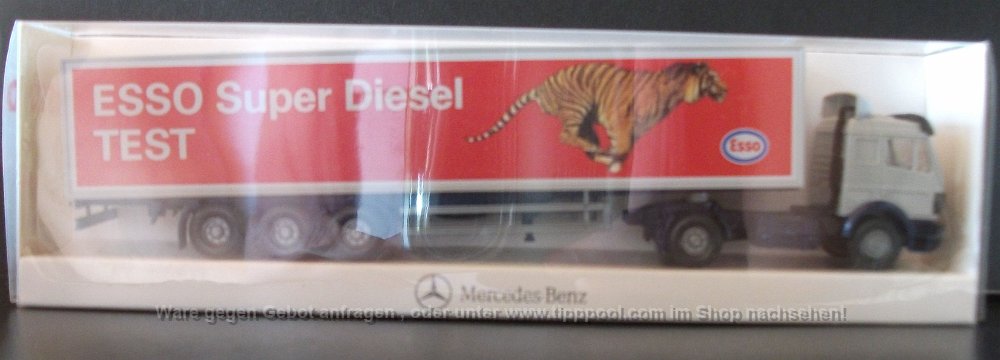 ESSO Super Diesel
TEST
Esso
Mercedes-Benz
Ware gegen Gebot anfragen , oder unter www.tipppool.com im Shop nachsehen!